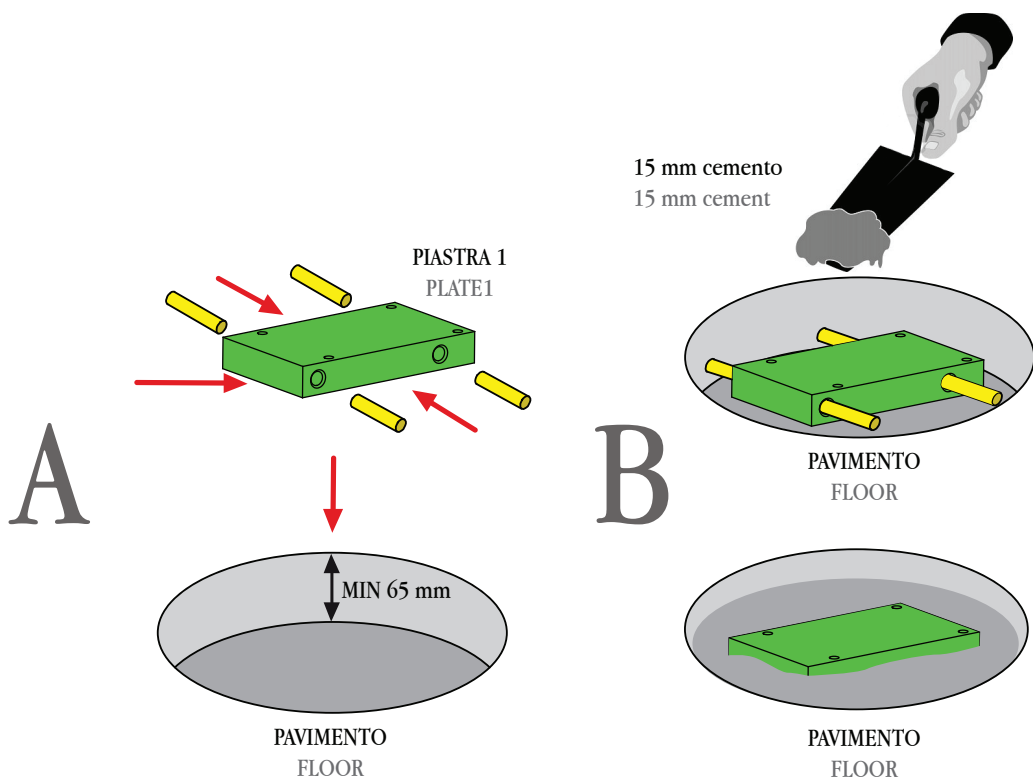 A
PIASTRA 1
PLATE1
MIN 65 mm
PAVIMENTO
FLOOR
B
15 mm cemento
15 mm cement
PAVIMENTO
FLOOR
PAVIMENTO
FLOOR